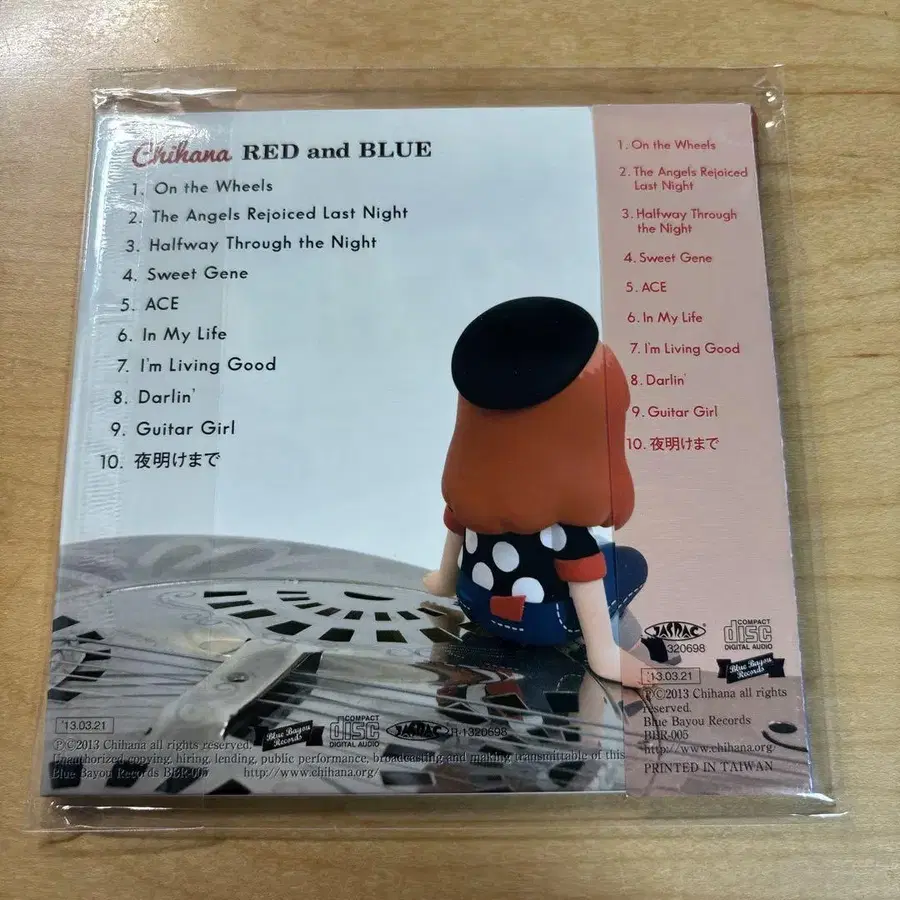 Chihana RED and BLUE
1. On the Wheels
2. The Angels Rejoiced Last Night
3. Halfway Through the Night
4. Sweet Gene
5. ACE
6. In My Life
7. I'm Living Good
8. Darlin'
9. Guitar Girl
10. 夜明けまで
'13.03.21
Blue Bayou
Records
COMPACT
disc
DIGITAL AUDIO
JASRAC
R-1320698
℗©2013 Chihana all rights reserved.
Unauthorized copying, hiring, lending, public performance, broadcasting and making transmittable of this
Blue Bayou Records BBR-005 http://www.chihana.org/
1. On the Wheels
2. The Angels Rejoiced
Last Night
3. Halfway Through
the Night
4. Sweet Gene
5. ACE
6. In My Life
7. I'm Living Good
8. Darlin'
9. Guitar Girl
10. 夜明けまで
JASRAC
1320698
COMPACT
disc
DIGITAL AUDIO
'13.03.21
Blue Bayou
Records
℗©2013 Chihana all rights
reserved.
Blue Bayou Records
BBR-005
http://www.chihana.org/
PRINTED IN TAIWAN